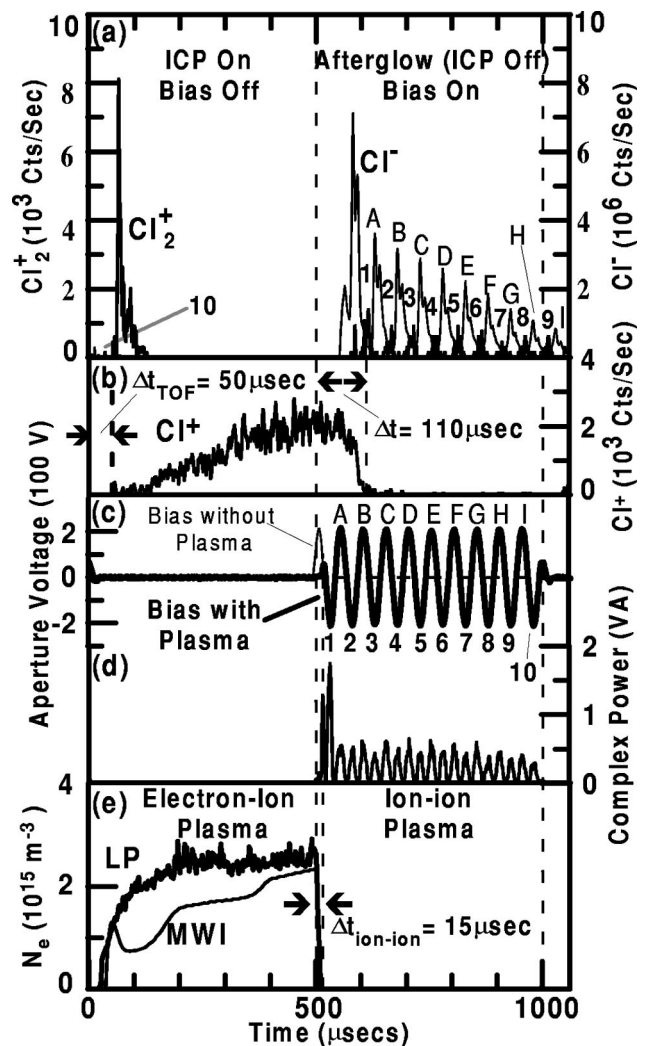 10
8
6
4
2
0
Cl2+ (10³ Cts/Sec)
(a)
ICP On
Bias Off
Afterglow (ICP Off)
Bias On
Cl2+
10
Cl-
A
B
C
D
E
F
G
H
I
1
2
3
4
5
6
7
8
9
10
8
6
4
2
0
Cl- (10⁶ Cts/Sec)
(b)
ΔtTOF = 50μsec
Cl+
Δt= 110μsec
4
2
0
Cl+ (10³ Cts/Sec)
(c)
Bias without
Plasma
Bias with
Plasma
A B C D E F G H I
1 2 3 4 5 6 7 8 9
10
2
0
-2
Aperture Voltage (100 V)
(d)
2
1
0
Complex Power (VA)
(e)
Electron-Ion
Plasma
Ion-ion
Plasma
LP
MWI
Δtion-ion = 15μsec
4
2
0
Ne (10¹⁵ m⁻³)
0
500
1000
Time (μsecs)